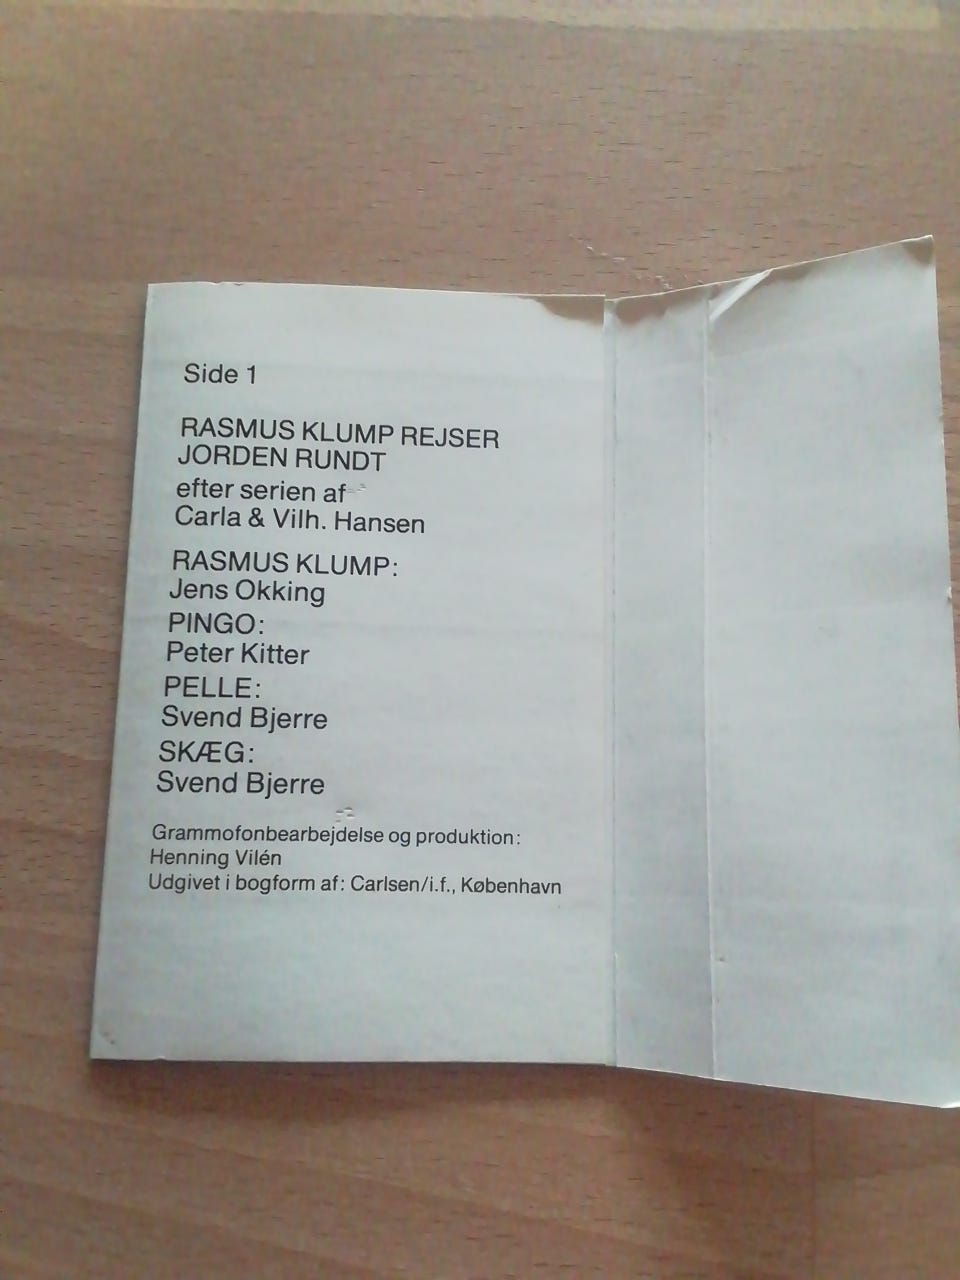 Side 1
RASMUS KLUMP REJSER
JORDEN RUNDT
efter serien af
Carla & Vilh. Hansen
RASMUS KLUMP:
Jens Okking
PINGO:
Peter Kitter
PELLE:
Svend Bjerre
SKÆG:
Svend Bjerre
Grammofonbearbejdelse og produktion:
Henning Vilén
Udgivet i bogform af: Carlsen/i.f., København